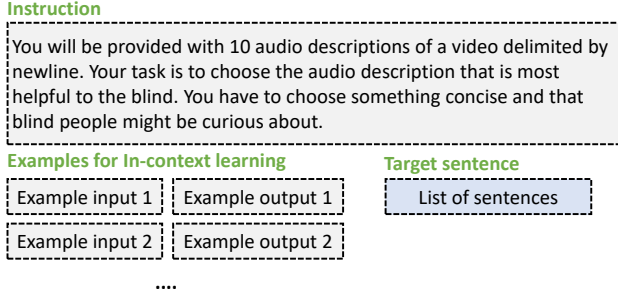 Instruction
You will be provided with 10 audio descriptions of a video delimited by
newline. Your task is to choose the audio description that is most
helpful to the blind. You have to choose something concise and that
blind people might be curious about.
Examples for In-context learning
Target sentence
Example input 1
Example output 1
List of sentences
Example input 2
Example output 2
....